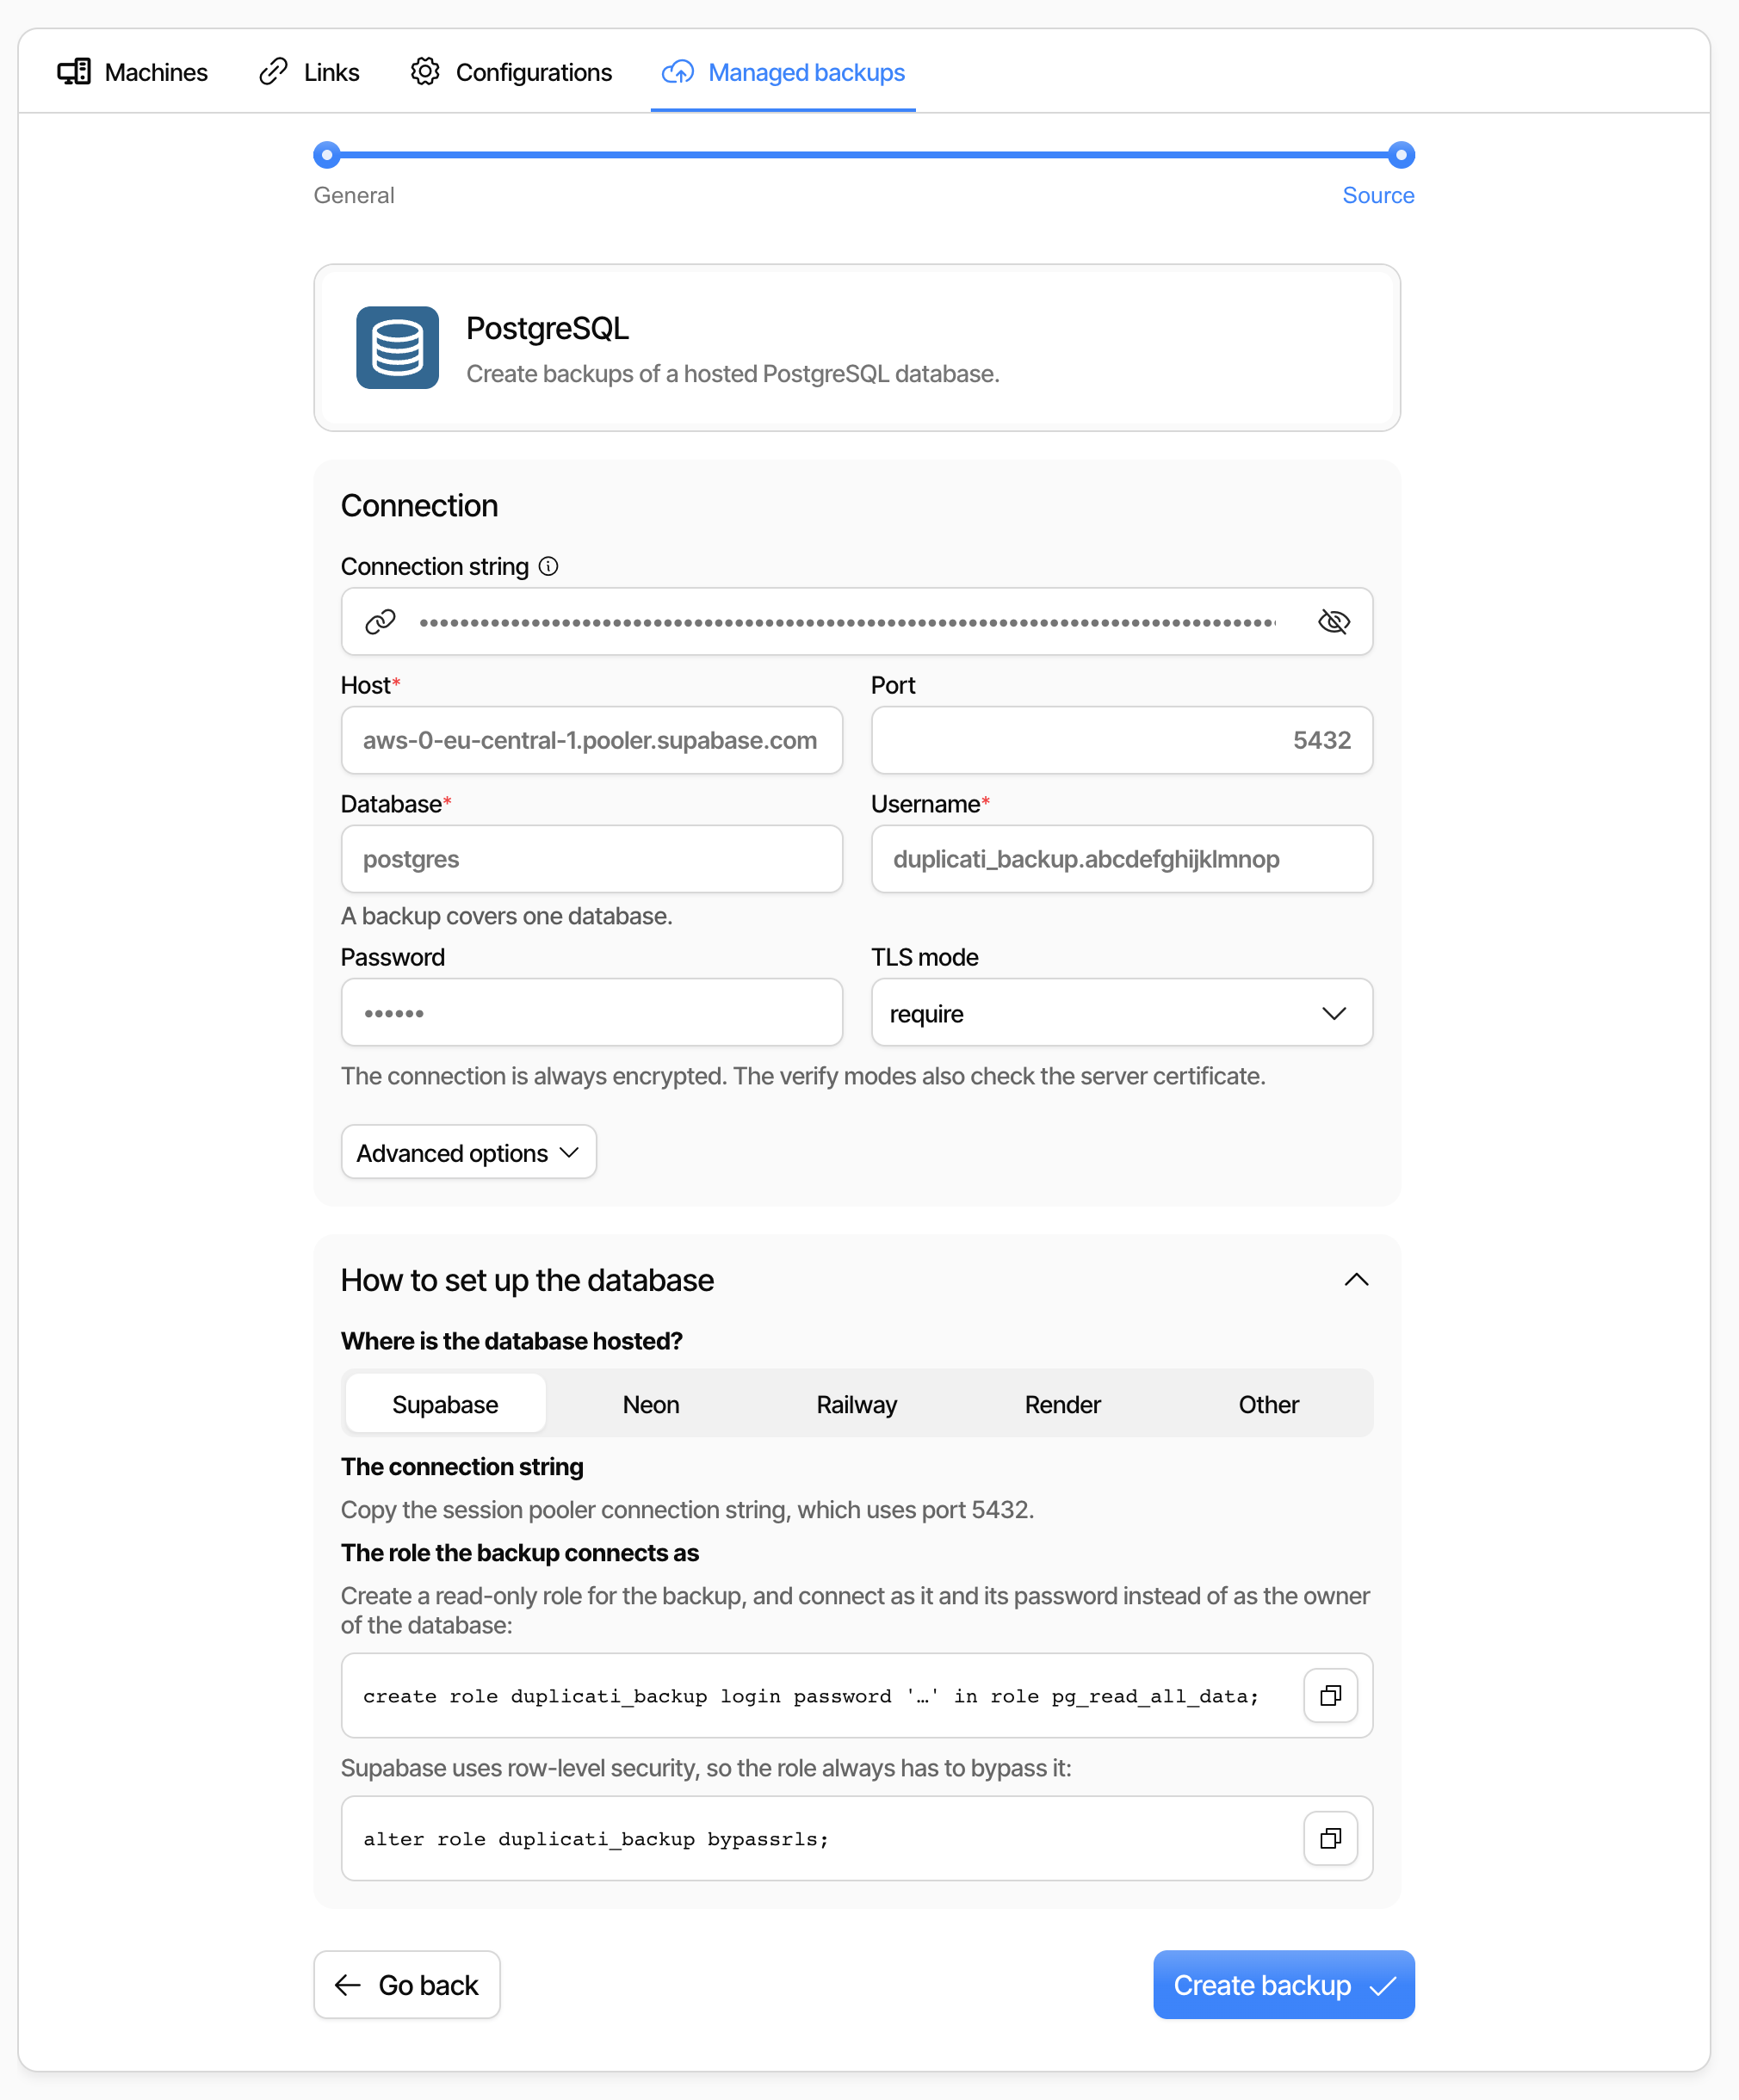 Machines
Links
Configurations
Managed backups
General
Source
PostgreSQL
Create backups of a hosted PostgreSQL database.
Connection
Connection string
Host*
Port
aws-0-eu-central-1.pooler.supabase.com
5432
Database*
Username*
postgres
duplicati_backup.abcdefghijklmnop
A backup covers one database.
Password
TLS mode
••••••
require
The connection is always encrypted. The verify modes also check the server certificate.
Advanced options
How to set up the database
Where is the database hosted?
Supabase
Neon
Railway
Render
Other
The connection string
Copy the session pooler connection string, which uses port 5432.
The role the backup connects as
Create a read-only role for the backup, and connect as it and its password instead of as the owner
of the database:
create role duplicati_backup login password '…' in role pg_read_all_data;
Supabase uses row-level security, so the role always has to bypass it:
alter role duplicati_backup bypassrls;
Go back
Create backup